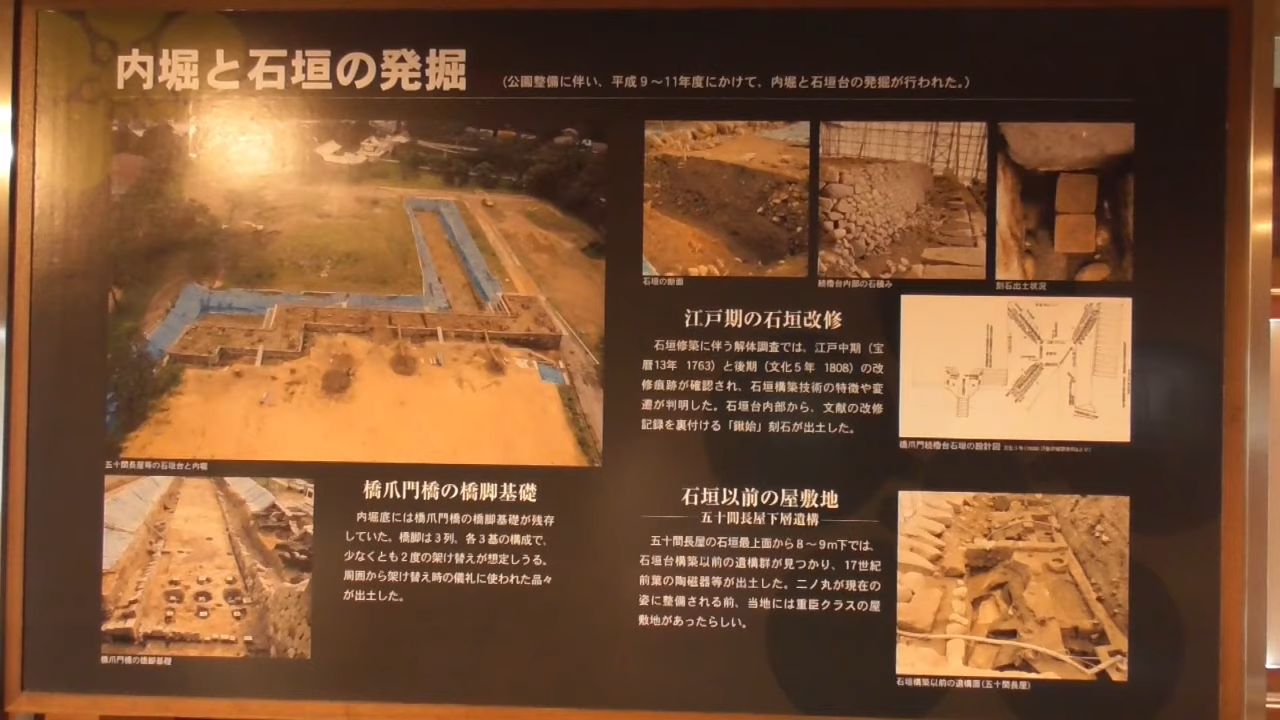 内堀と石垣の発掘
(公園整備に伴い、平成9～11年度にかけて、内堀と石垣台の発掘が行われた。)
五十間長屋等の石垣台と内堀
石垣の断面
続櫓台内部の石積み
刻石出土状況
江戸期の石垣改修
石垣修築に伴う解体調査では、江戸中期(宝
暦13年 1763)と後期(文化5年 1808)の改
修痕跡が確認され、石垣構築技術の特徴や変
遷が判明した。石垣台内部から、文献の改修
記録を裏付ける「鍬始」刻石が出土した。
橋爪門続櫓台石垣の設計図
橋爪門橋の橋脚基礎
内堀底には橋爪門橋の橋脚基礎が残存
していた。橋脚は3列、各3基の構成で、
少なくとも2度の架け替えが想定しうる。
周囲から架け替え時の儀礼に使われた品々
が出土した。
橋爪門橋の橋脚基礎
石垣以前の屋敷地
五十間長屋下層遺構
五十間長屋の石垣最上面から8～9m下では、
石垣台構築以前の遺構群が見つかり、17世紀
前葉の陶磁器等が出土した。二ノ丸が現在の
姿に整備される前、当地には重臣クラスの屋
敷地があったらしい。
石垣構築以前の遺構面(五十間長屋)